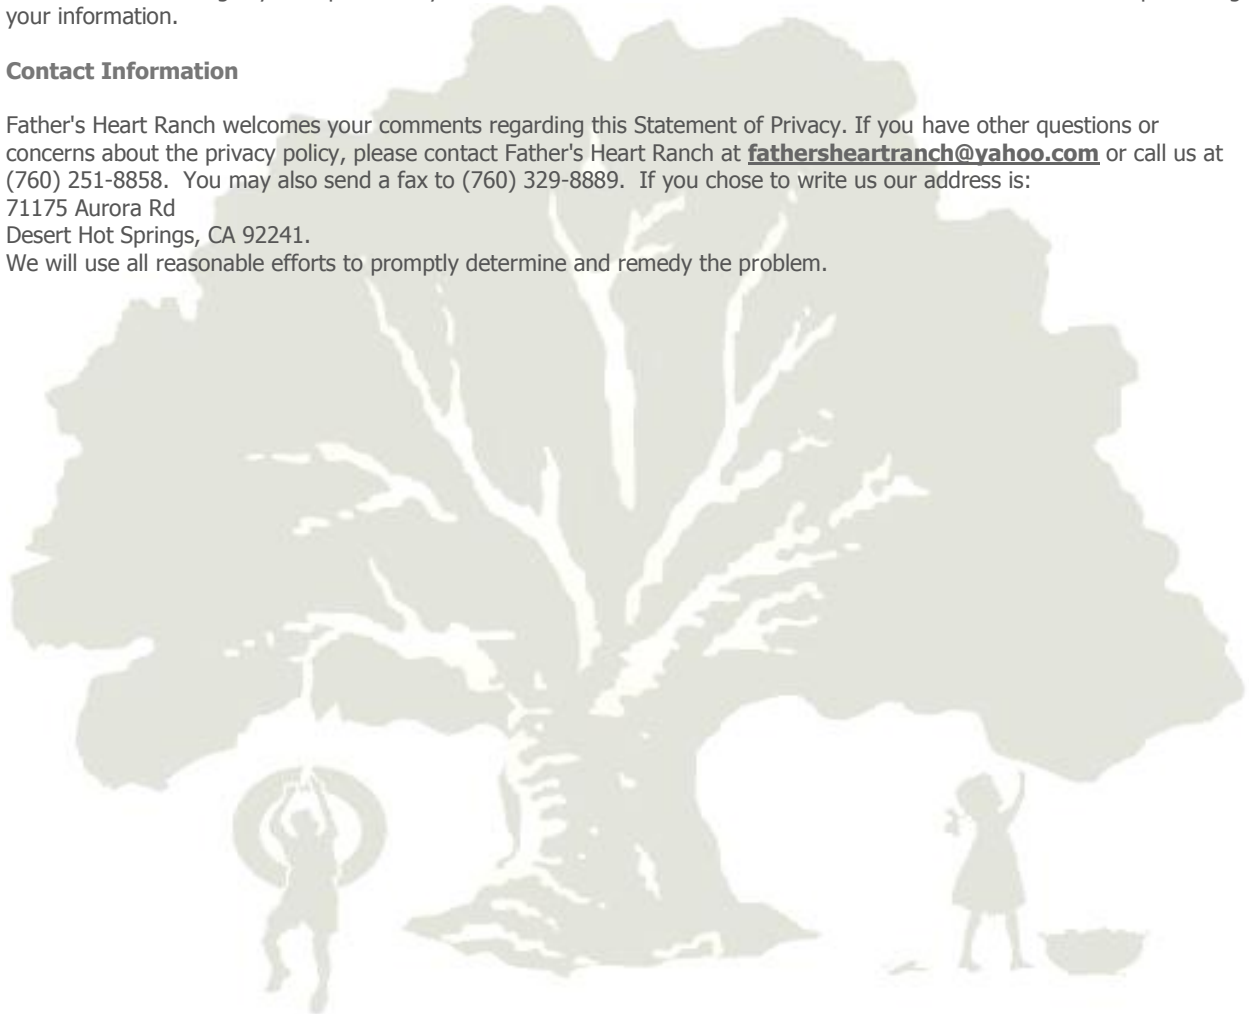 your information.
Contact Information
Father's Heart Ranch welcomes your comments regarding this Statement of Privacy. If you have other questions or
concerns about the privacy policy, please contact Father's Heart Ranch at fathersheartranch@yahoo.com or call us at
(760) 251-8858.  You may also send a fax to (760) 329-8889.  If you chose to write us our address is:
71175 Aurora Rd
Desert Hot Springs, CA 92241.
We will use all reasonable efforts to promptly determine and remedy the problem.